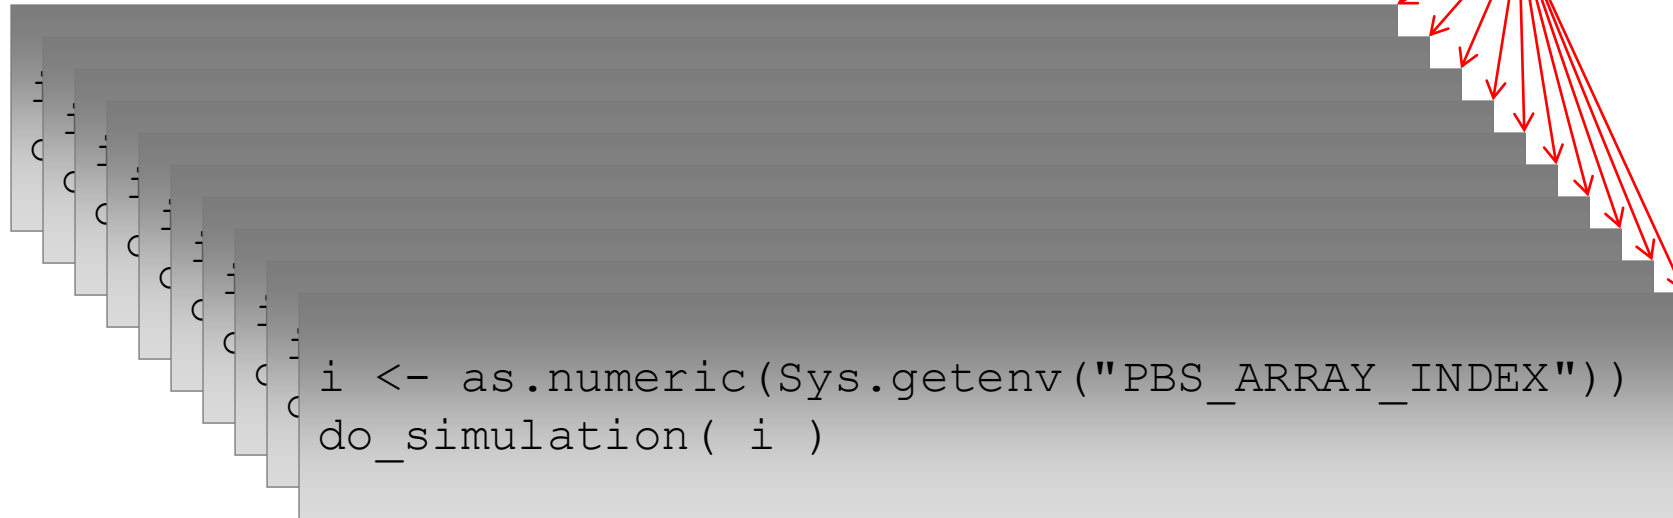 i <- as.numeric(Sys.getenv("PBS_ARRAY_INDEX"))
do_simulation( i )